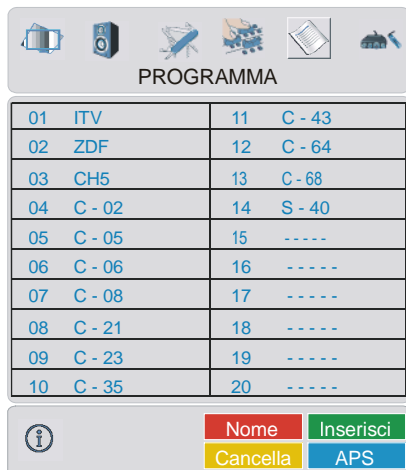 PROGRAMMA
01 ITV 11 C - 43
02 ZDF 12 C - 64
03 CH5 13 C - 68
04 C - 02 14 S - 40
05 C - 05 15 - - - - -
06 C - 06 16 - - - - -
07 C - 08 17 - - - - -
08 C - 21 18 - - - - -
09 C - 23 19 - - - - -
10 C - 35 20 - - - - -
Nome Inserisci
Cancella APS